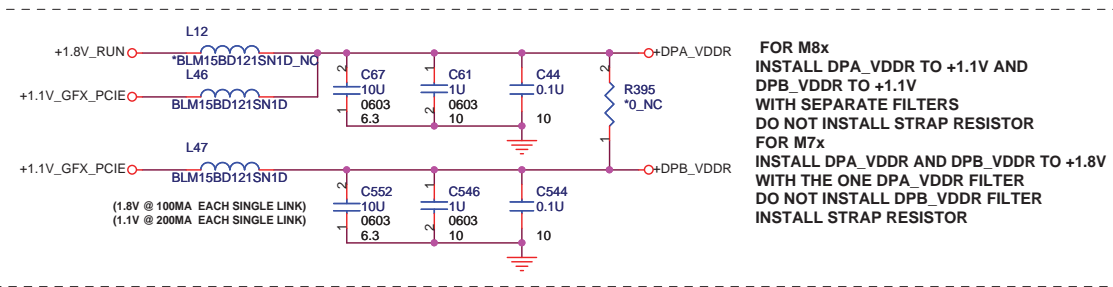 L12
+1.8V_RUN
*BLM15BD121SN1D_NC
L46
+1.1V_GFX_PCIE
BLM15BD121SN1D
2
1
C67
10U
0603
6.3
1
2
C61
1U
0603
10
C44
0.1U
10
+DPA_VDDR
2
R395
*0_NC
1
L47
+1.1V_GFX_PCIE
BLM15BD121SN1D
+DPB_VDDR
(1.8V @ 100MA EACH SINGLE LINK)
(1.1V @ 200MA EACH SINGLE LINK)
2
1
C552
10U
0603
6.3
1
2
C546
1U
0603
10
C544
0.1U
10
FOR M8x
INSTALL DPA_VDDR TO +1.1V AND
DPB_VDDR TO +1.1V
WITH SEPARATE FILTERS
DO NOT INSTALL STRAP RESISTOR
FOR M7x
INSTALL DPA_VDDR AND DPB_VDDR TO +1.8V
WITH THE ONE DPA_VDDR FILTER
DO NOT INSTALL DPB_VDDR FILTER
INSTALL STRAP RESISTOR